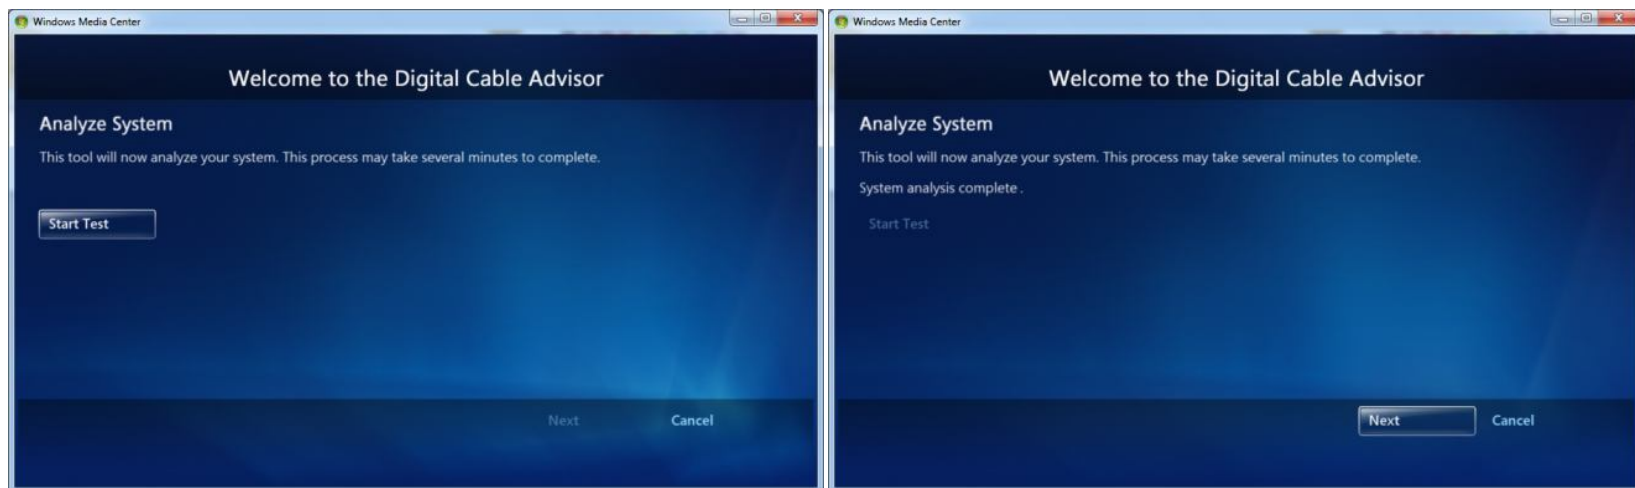 Windows Media Center
Welcome to the Digital Cable Advisor
Analyze System
This tool will now analyze your system. This process may take several minutes to complete.
Start Test
Next
Cancel
Windows Media Center
Welcome to the Digital Cable Advisor
Analyze System
This tool will now analyze your system. This process may take several minutes to complete.
System analysis complete .
Start Test
Next
Cancel